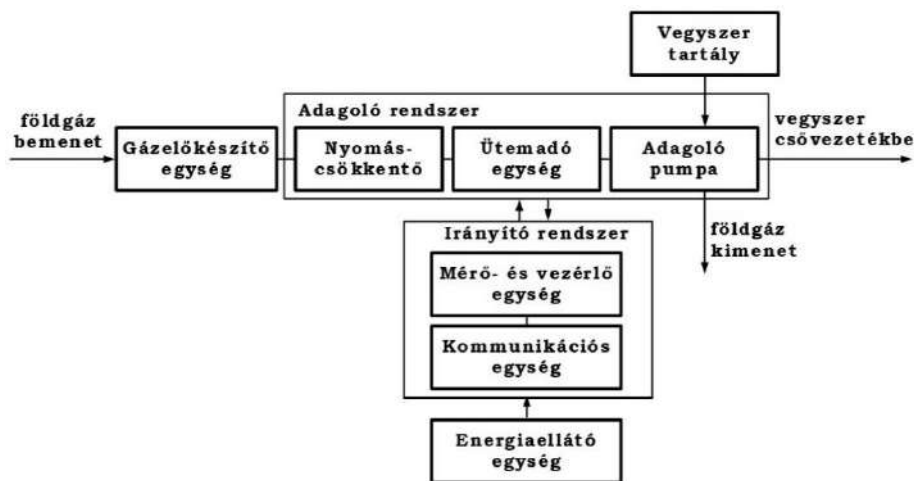 Vegyszer
tartály
Adagoló rendszer
földgáz
bemenet
Gázelőkészítő
egység
Nyomás-
csökkentő
Ütemadó
egység
Adagoló
pumpa
vegyszer
csővezetékbe
földgáz
kimenet
Irányító rendszer
Mérő- és vezérlő
egység
Kommunikációs
egység
Energiaellátó
egység